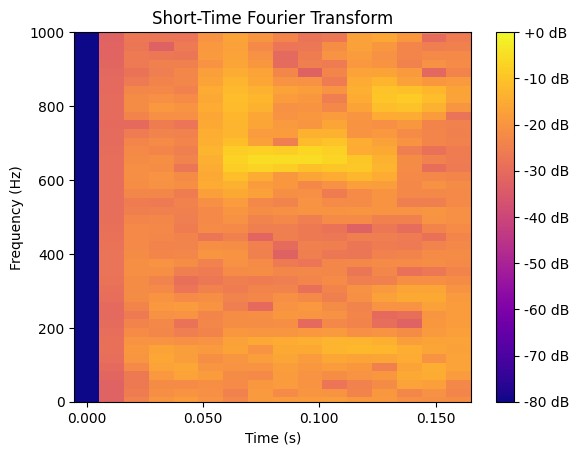 Short-Time Fourier Transform
1000
800
600
400
200
0
Frequency (Hz)
0.000
0.050
0.100
0.150
Time (s)
+0 dB
-10 dB
-20 dB
-30 dB
-40 dB
-50 dB
-60 dB
-70 dB
-80 dB